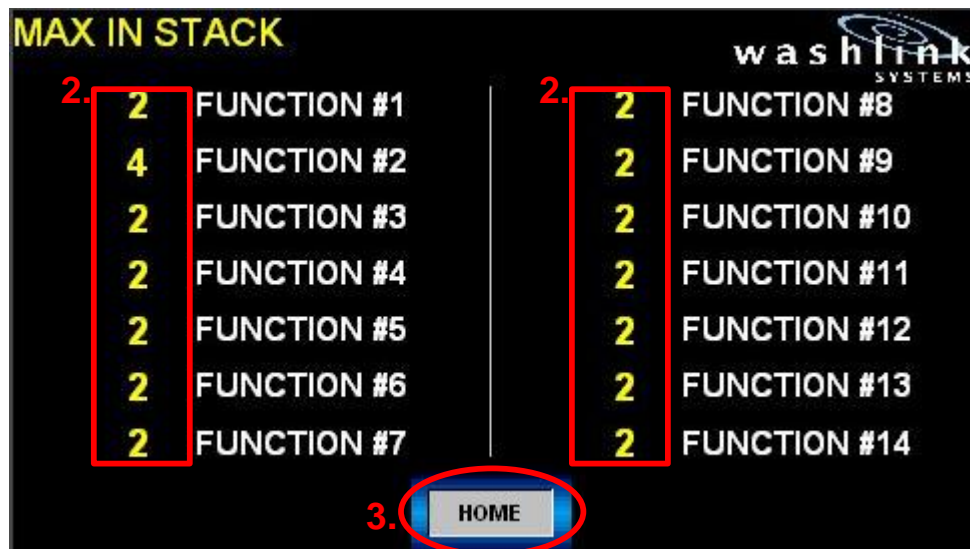 MAX IN STACK
washlink
SYSTEMS
2.
2 FUNCTION #1
4 FUNCTION #2
2 FUNCTION #3
2 FUNCTION #4
2 FUNCTION #5
2 FUNCTION #6
2 FUNCTION #7
2.
2 FUNCTION #8
2 FUNCTION #9
2 FUNCTION #10
2 FUNCTION #11
2 FUNCTION #12
2 FUNCTION #13
2 FUNCTION #14
3. HOME